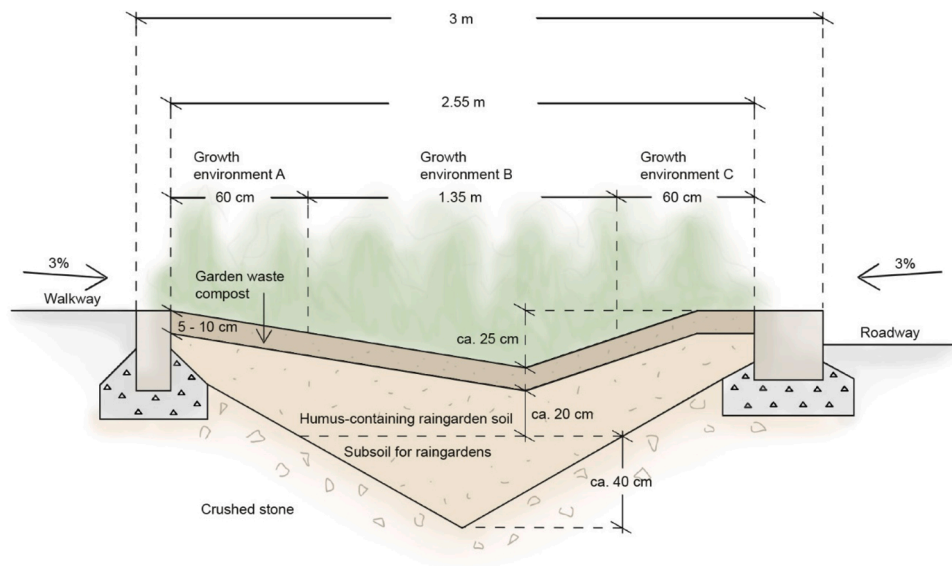 3 m
2.55 m
Growth
environment A
60 cm
Growth
environment B
1.35 m
Growth
environment C
60 cm
3%
3%
Walkway
Garden waste
compost
5 - 10 cm
ca. 25 cm
Roadway
Humus-containing raingarden soil
ca. 20 cm
Subsoil for raingardens
ca. 40 cm
Crushed stone